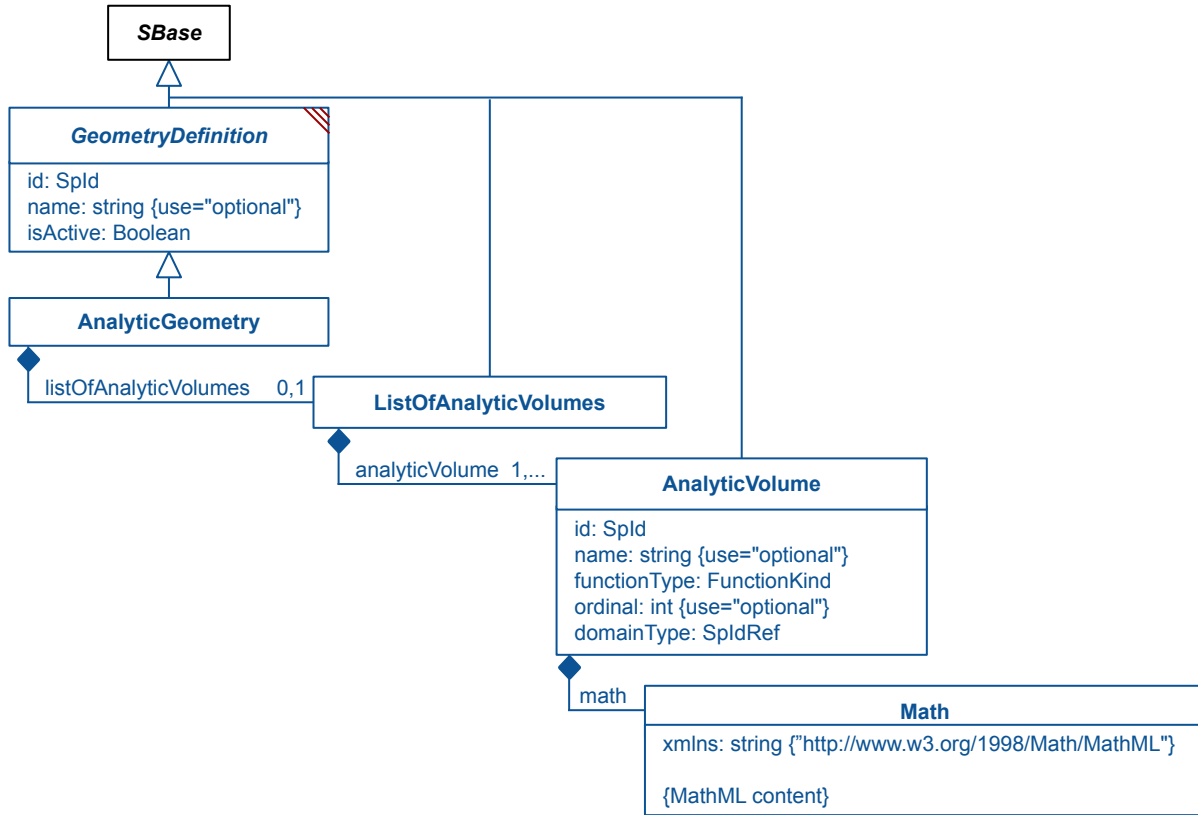 SBase
GeometryDefinition
id: SpId
name: string {use="optional"}
isActive: Boolean
AnalyticGeometry
listOfAnalyticVolumes 0,1
ListOfAnalyticVolumes
analyticVolume 1,...
AnalyticVolume
id: SpId
name: string {use="optional"}
functionType: FunctionKind
ordinal: int {use="optional"}
domainType: SpIdRef
math
Math
xmlns: string {”http://www.w3.org/1998/Math/MathML"}
{MathML content}